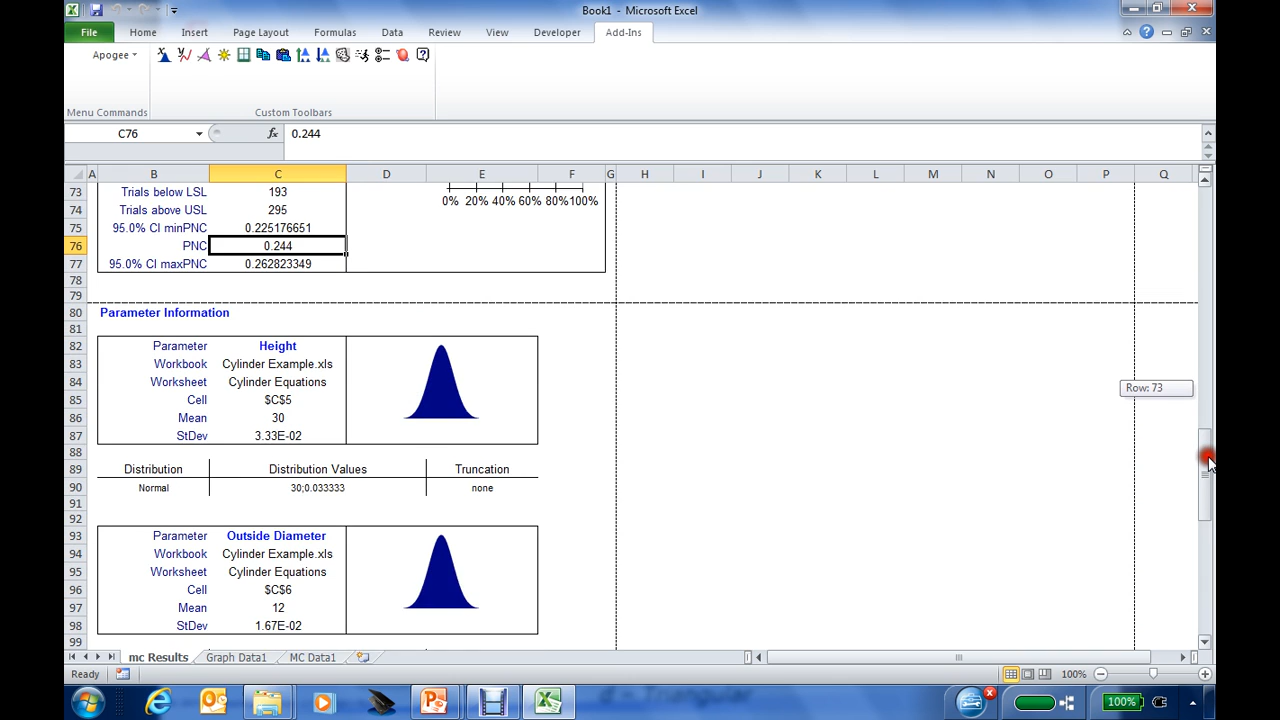 Book1 - Microsoft Excel
File Home Insert Page Layout Formulas Data Review View Developer Add-Ins
Apogee
Menu Commands Custom Toolbars
C76 fx 0.244
A B C D E F G H I J K L M N O P Q
73 Trials below LSL 193 0% 20% 40% 60% 80% 100%
74 Trials above USL 295
75 95.0% CI minPNC 0.225176651
76 PNC 0.244
77 95.0% CI maxPNC 0.262823349
78
79
80 Parameter Information
81
82 Parameter Height
83 Workbook Cylinder Example.xls
84 Worksheet Cylinder Equations
85 Cell $C$5
Row: 73
86 Mean 30
87 StDev 3.33E-02
88
89 Distribution Distribution Values Truncation
90 Normal 30;0.033333 none
91
92
93 Parameter Outside Diameter
94 Workbook Cylinder Example.xls
95 Worksheet Cylinder Equations
96 Cell $C$6
97 Mean 12
98 StDev 1.67E-02
99
mc Results Graph Data1 MC Data1
Ready 100%
100%